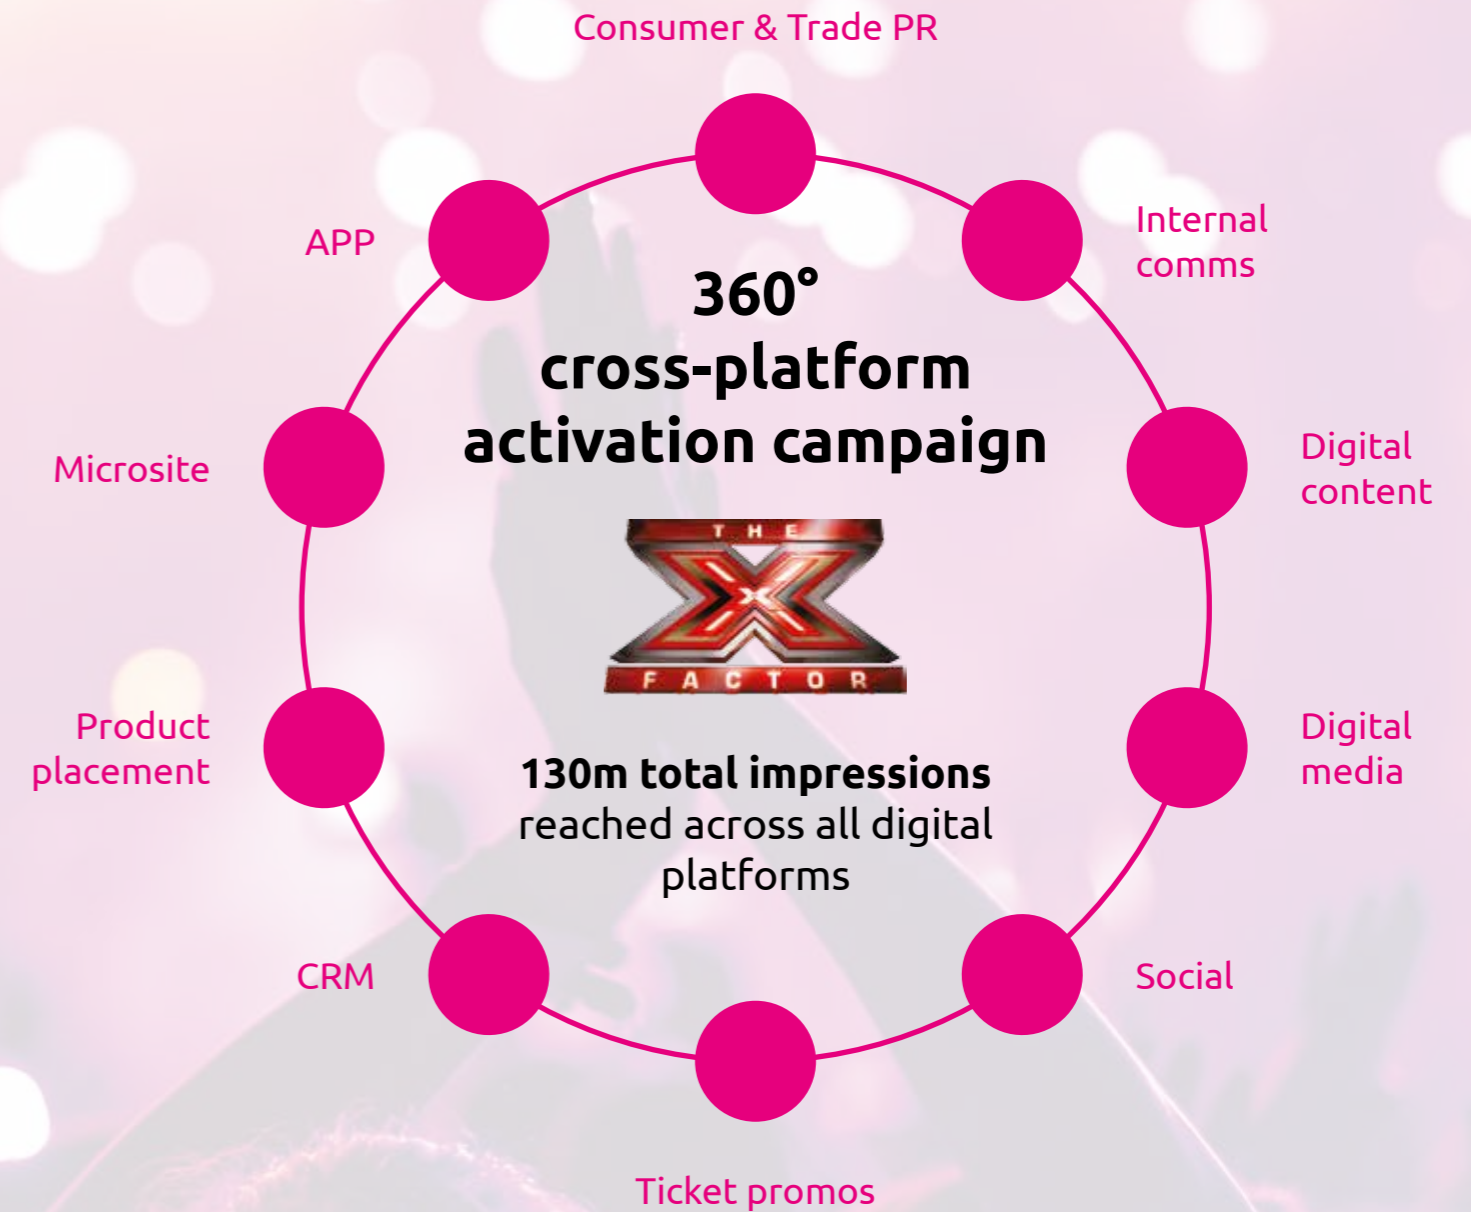 Consumer & Trade PR
Internal
comms
Digital
content
Digital
media
Social
Ticket promos
CRM
Product
placement
Microsite
APP
360°
cross-platform
activation campaign
THE
X
FACTOR
130m total impressions
reached across all digital
platforms